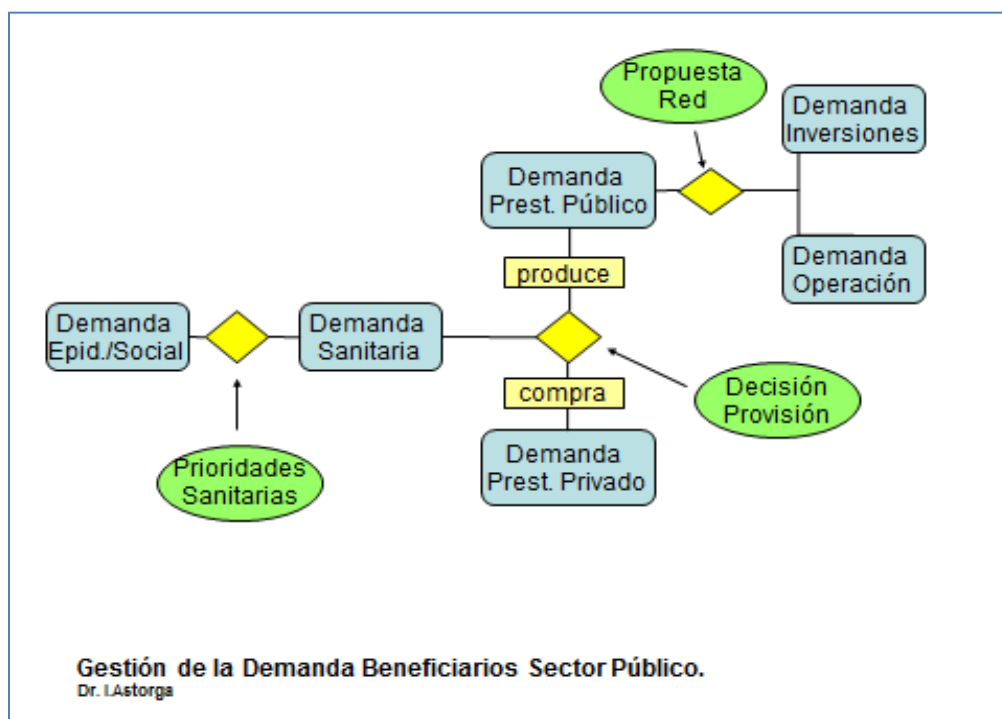 Propuesta
Red
Demanda
Inversiones
Demanda
Prest. Público
Demanda
Operación
produce
Demanda
Epid./Social
Demanda
Sanitaria
compra
Decisión
Provisión
Demanda
Prest. Privado
Prioridades
Sanitarias
Gestión de la Demanda Beneficiarios Sector Público.
Dr. I.Astorga